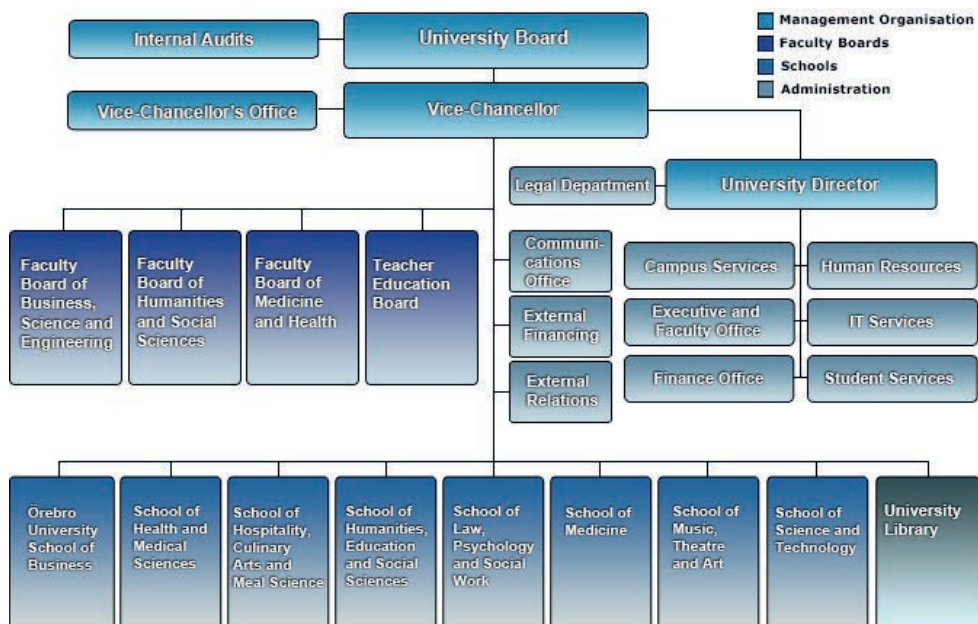 Internal Audits
University Board
Management Organisation
Faculty Boards
Schools
Administration
Vice-Chancellor's Office
Vice-Chancellor
Legal Department
University Director
Faculty
Board of
Business,
Science and
Engineering
Faculty
Board of
Humanities
and Social
Sciences
Faculty
Board of
Medicine
and Health
Teacher
Education
Board
Communi-
cations
Office
External
Financing
External
Relations
Campus Services
Human Resources
Executive and
Faculty Office
IT Services
Finance Office
Student Services
Örebro
University
School of
Business
School of
Health and
Medical
Sciences
School of
Hospitality,
Culinary
Arts and
Meal Science
School of
Humanities,
Education
and Social
Sciences
School of
Law,
Psychology
and Social
Work
School of
Medicine
School of
Music,
Theatre
and Art
School of
Science and
Technology
University
Library